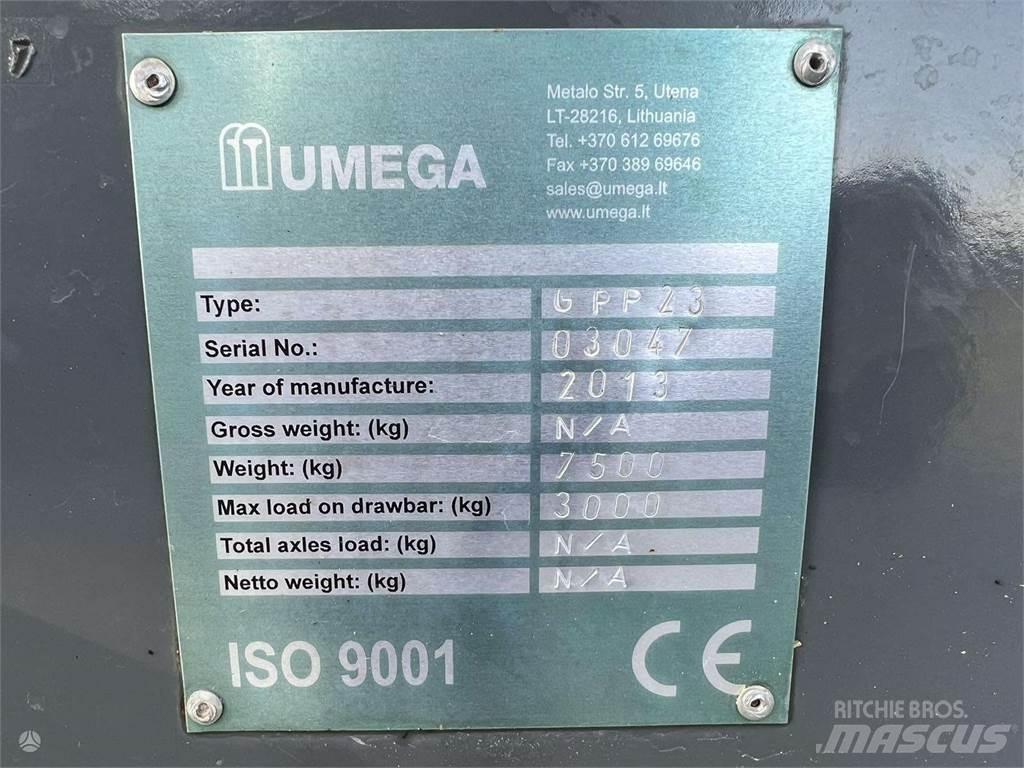 UMEGA
Metalo Str. 5, Utena
LT-28216, Lithuania
Tel. +370 612 69676
Fax +370 389 69646
sales@umega.lt
www.umega.lt
Type: GPP23
Serial No.: 03047
Year of manufacture: 2013
Gross weight: (kg) N/A
Weight: (kg) 7500
Max load on drawbar: (kg) 3000
Total axles load: (kg) N/A
Netto weight: (kg) N/A
ISO 9001 CE
RITCHIE BROS.
MASCUS